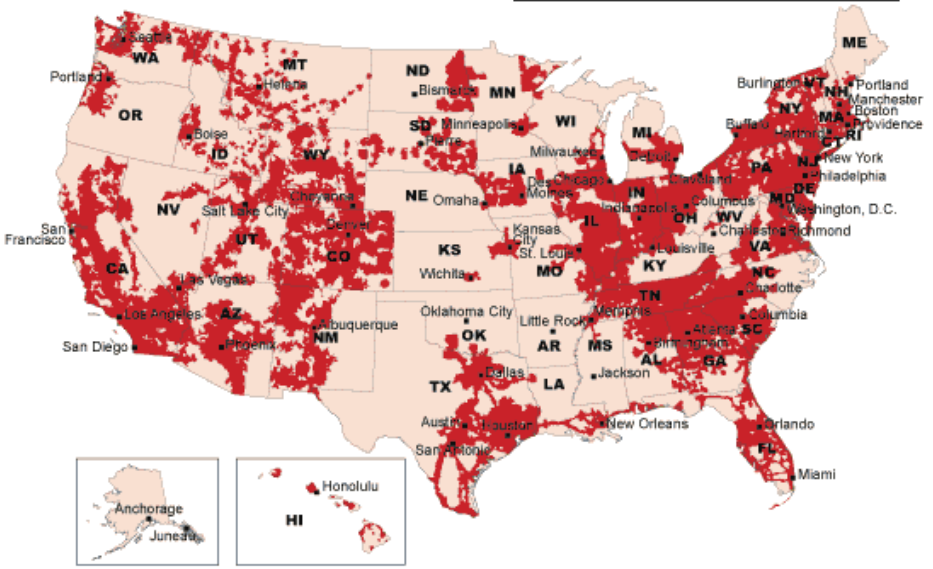 ME
Seattle
WA
MT
ND
Portland
Helena
Bismarck
MN
Burlington
VT
NH
Portland
Manchester
OR
SD
Minneapolis
WI
MI
NY
MA
Boston
Buffalo
Hartford
RI
Providence
CT
Boise
ID
Pierre
WY
Milwaukee
Detroit
New York
IA
Des
Moines
Chicago
Cleveland
PA
NJ
Philadelphia
NV
Cheyenne
NE
Omaha
IN
Columbus
DE
MD
Washington, D.C.
Salt Lake City
Indianapolis
OH
WV
San
Francisco
Denver
IL
Charleston
Richmond
UT
KS
Kansas
City
St. Louis
Louisville
VA
CA
CO
Wichita
MO
KY
NC
Las Vegas
TN
Charlotte
Los Angeles
AZ
Albuquerque
NM
Oklahoma City
OK
Little Rock
Memphis
Columbia
SC
San Diego
Phoenix
AR
MS
Atlanta
Birmingham
AL
GA
TX
Dallas
LA
Jackson
Austin
Houston
New Orleans
Orlando
San Antonio
FL
Miami
Anchorage
Juneau
Honolulu
HI